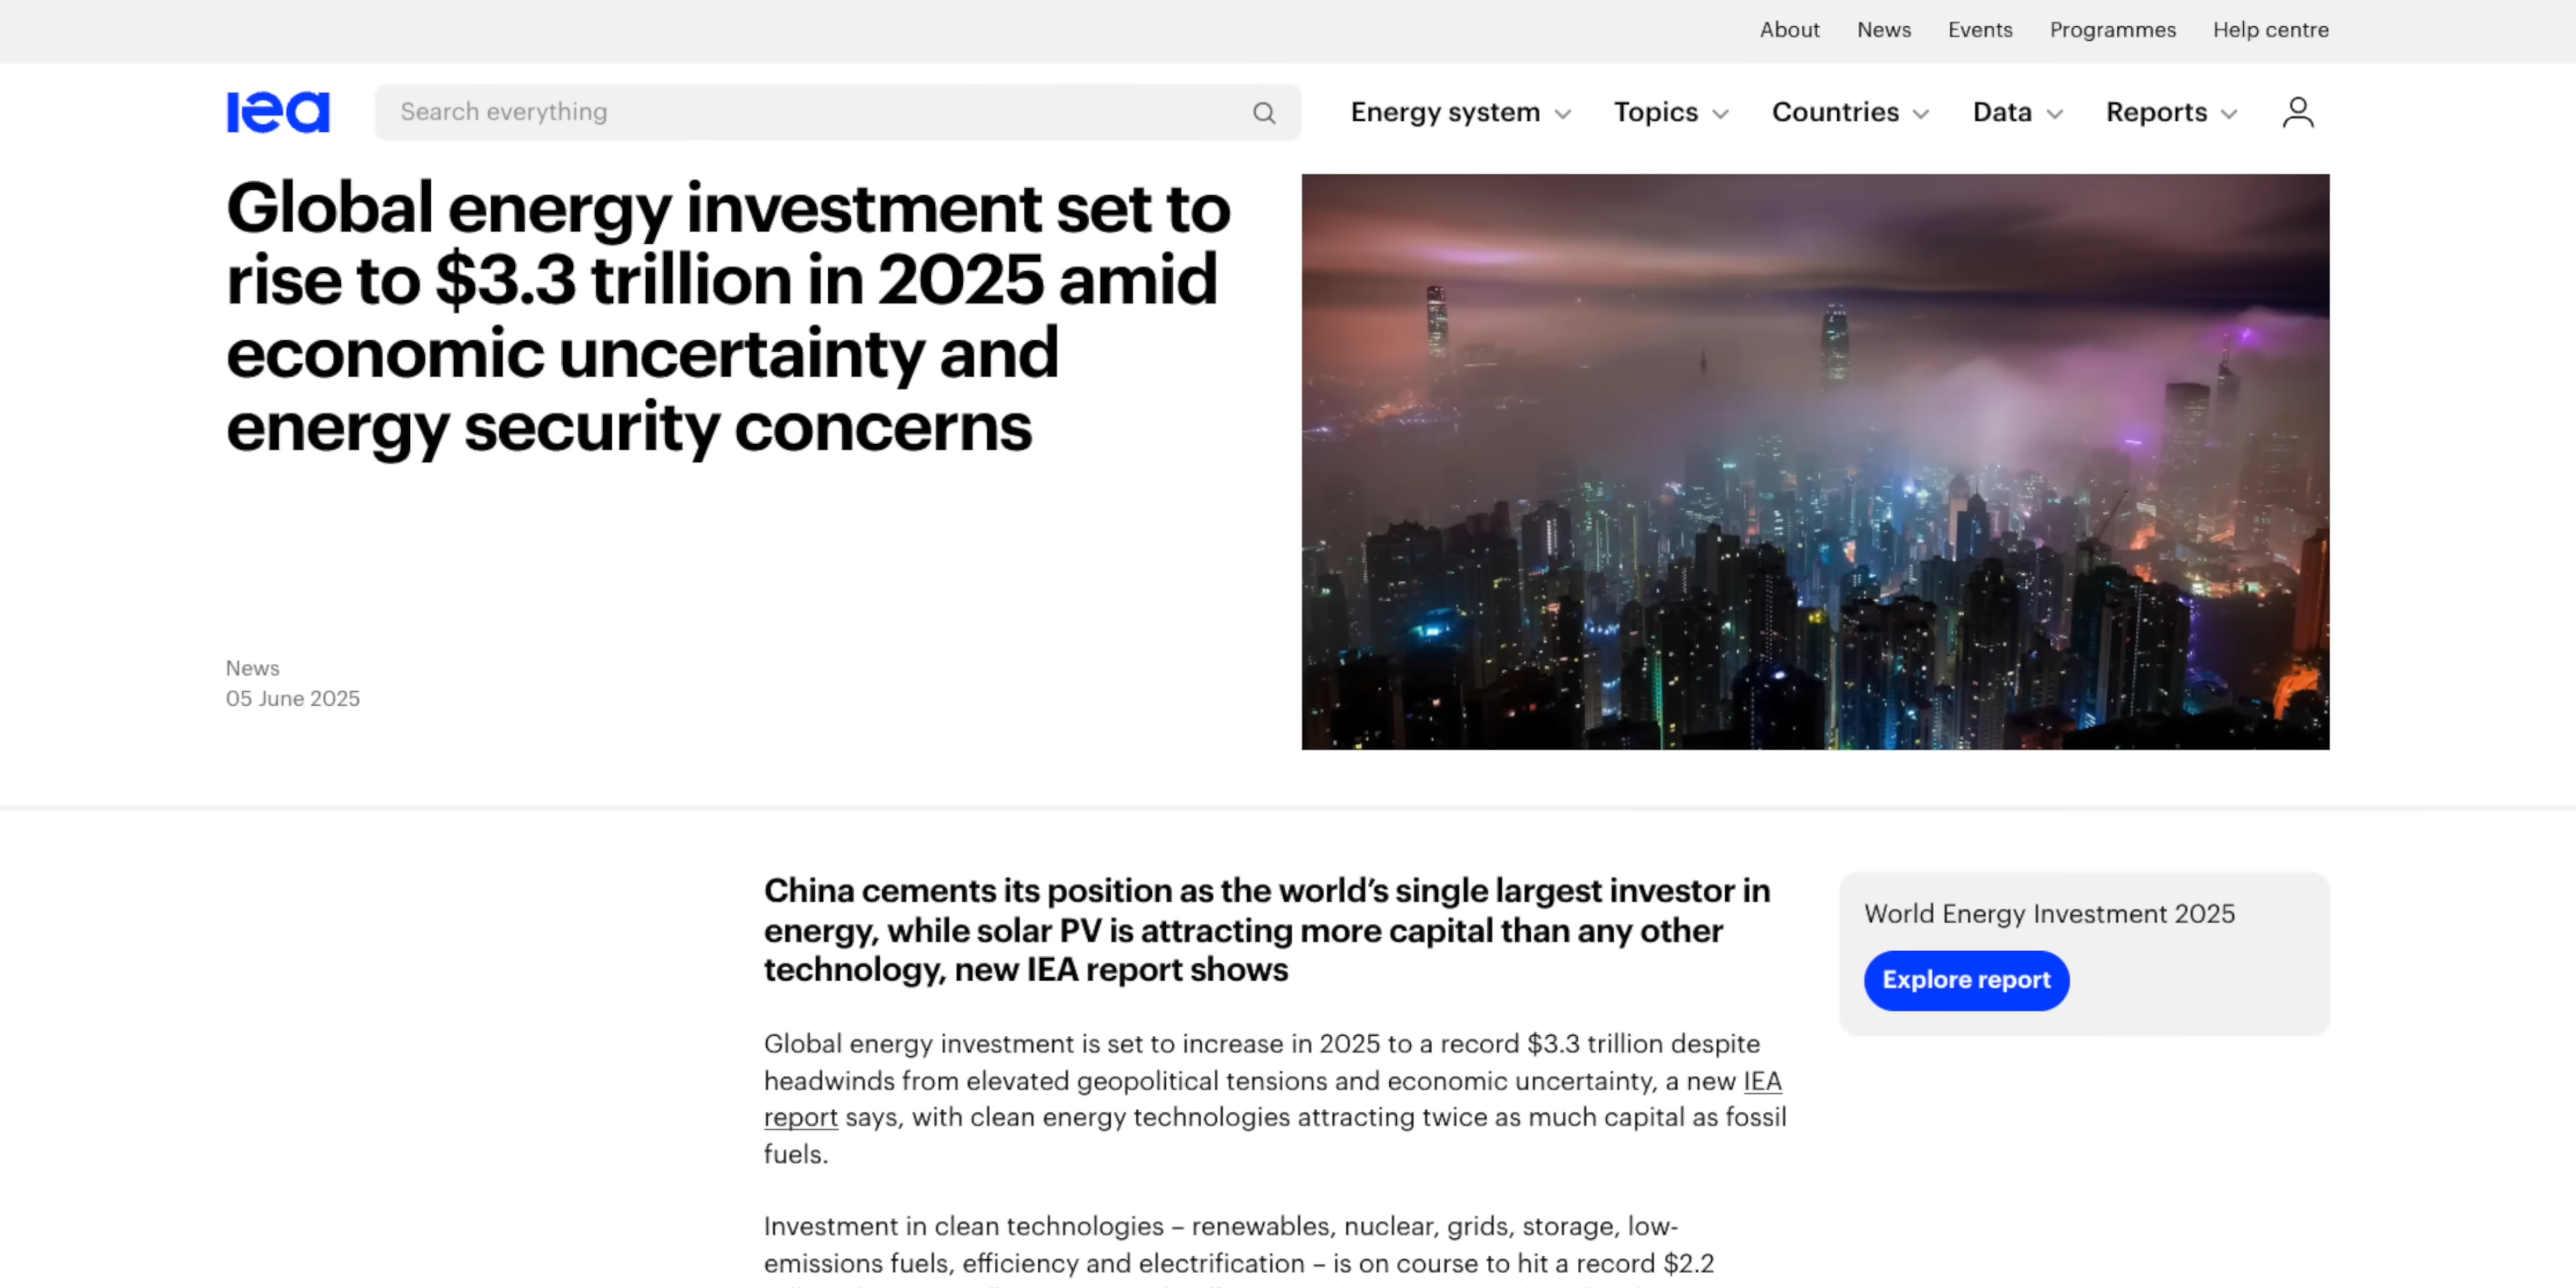 About News Events Programmes Help centre
iea Search everything Energy system Topics Countries Data Reports
Global energy investment set to
rise to $3.3 trillion in 2025 amid
economic uncertainty and
energy security concerns
News
05 June 2025
China cements its position as the world’s single largest investor in
energy, while solar PV is attracting more capital than any other
technology, new IEA report shows
World Energy Investment 2025
Explore report
Global energy investment is set to increase in 2025 to a record $3.3 trillion despite
headwinds from elevated geopolitical tensions and economic uncertainty, a new IEA
report says, with clean energy technologies attracting twice as much capital as fossil
fuels.
Investment in clean technologies – renewables, nuclear, grids, storage, low-
emissions fuels, efficiency and electrification – is on course to hit a record $2.2